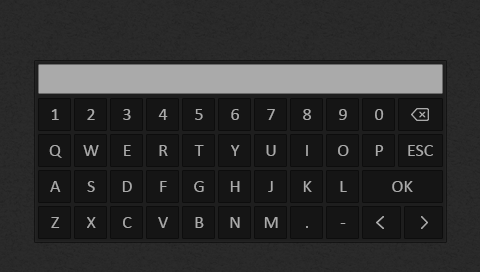 1 2 3 4 5 6 7 8 9 0
Q W E R T Y U I O P ESC
A S D F G H J K L OK
Z X C V B N M . - < >